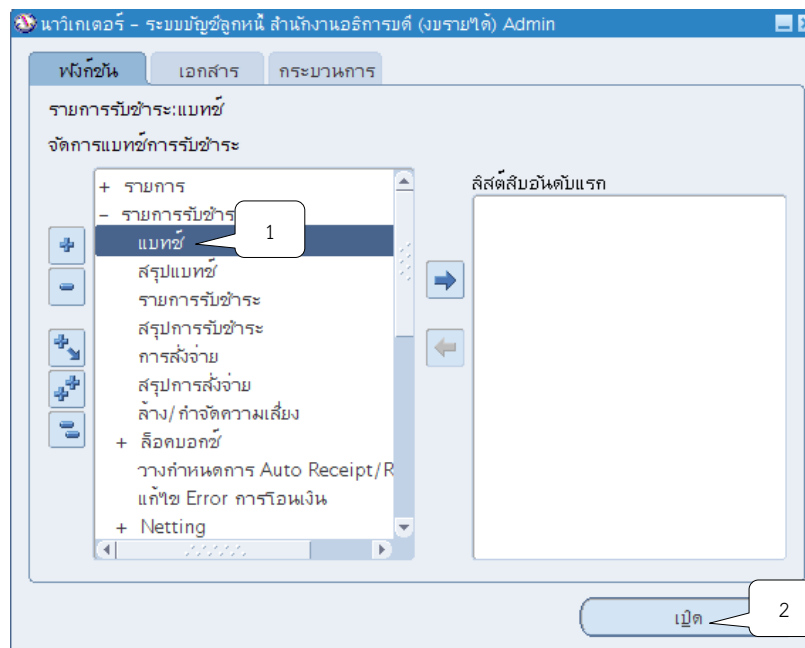 นาวิเกเตอร์ – ระบบบัญชีลูกหนี้ สำนักงานอธิการบดี (งบรายได้) Admin
ฟังก์ชัน
เอกสาร
กระบวนการ
รายการรับชำระ:แบทช์
จัดการแบทช์การรับชำระ
ลิสต์สิบอันดับแรก
+ รายการ
– รายการรับชำร
แบทช์
1
สรุปแบทช์
รายการรับชำระ
สรุปการรับชำระ
การสั่งจ่าย
สรุปการสั่งจ่าย
ล้าง/กำจัดความเสี่ยง
+ ล็อคบอกซ์
วางกำหนดการ Auto Receipt/R
แก้ไข Error การโอนเงิน
+ Netting
เปิด
2